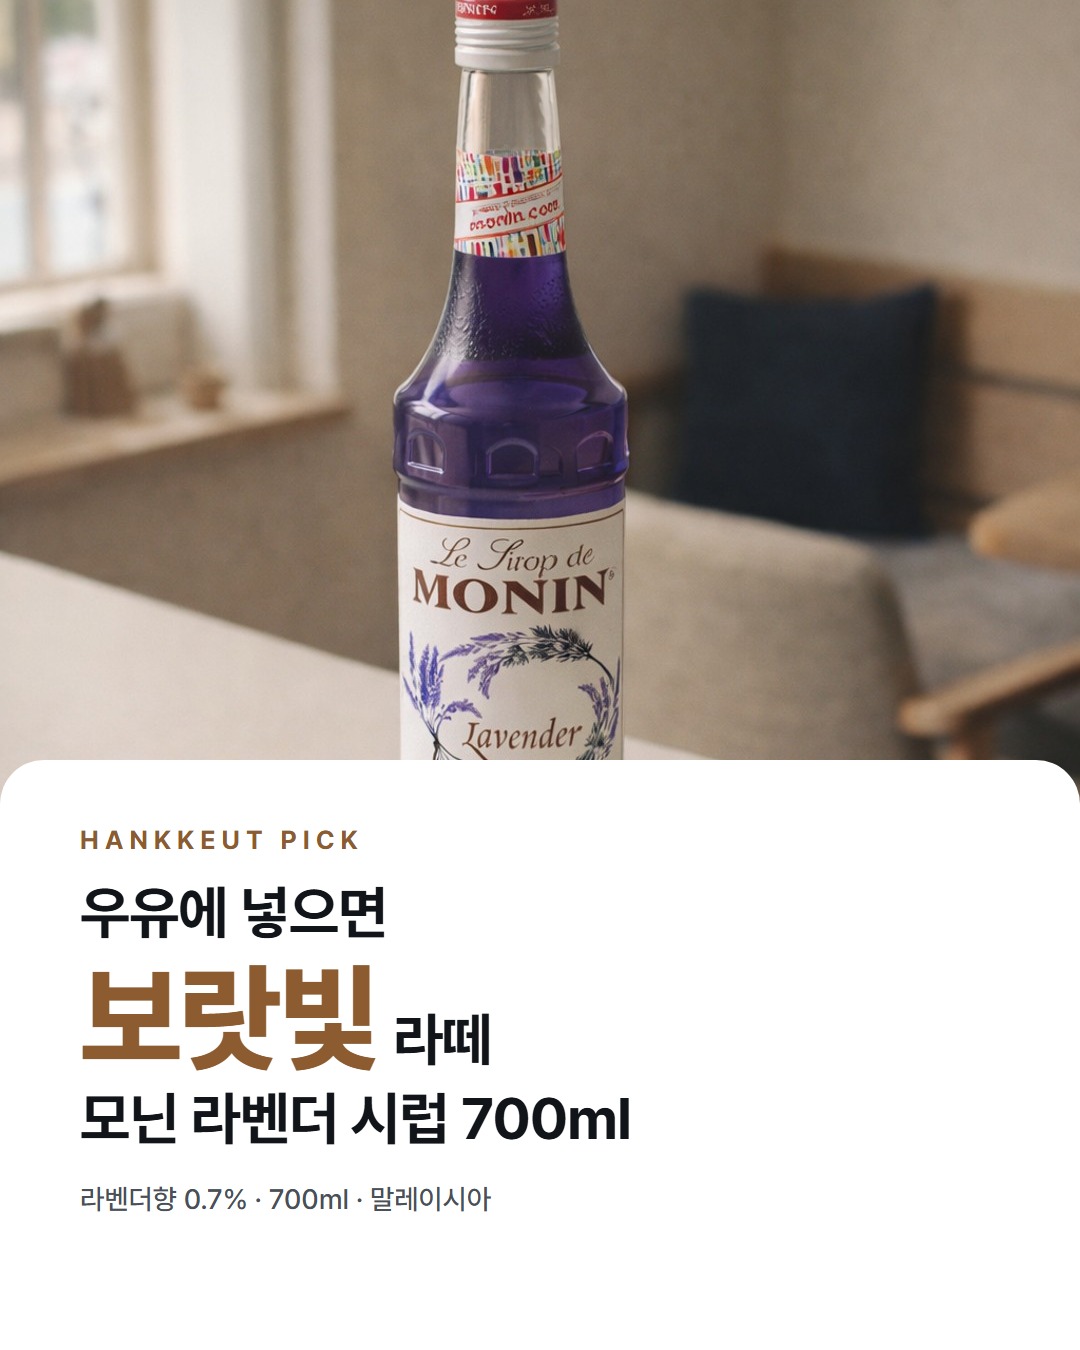 Le Sirop de
MONIN
Lavender
HANKKEUT PICK
우유에 넣으면
보랏빛 라떼
모닌 라벤더 시럽 700ml
라벤더향 0.7% · 700ml · 말레이시아